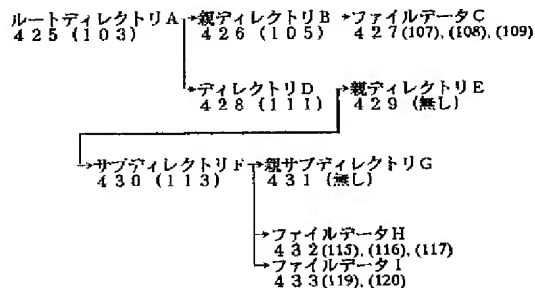 ルートディレクトリA →親ディレクトリB →ファイルデータC
425 (103) 426 (105) 427(107), (108), (109)
→ディレクトリD →親ディレクトリE
428 (111) 429 (無し)
→サブディレクトリF →親サブディレクトリG
430 (113) 431 (無し)
→ファイルデータH
432(115), (116), (117)
→ファイルデータI
433(119), (120)